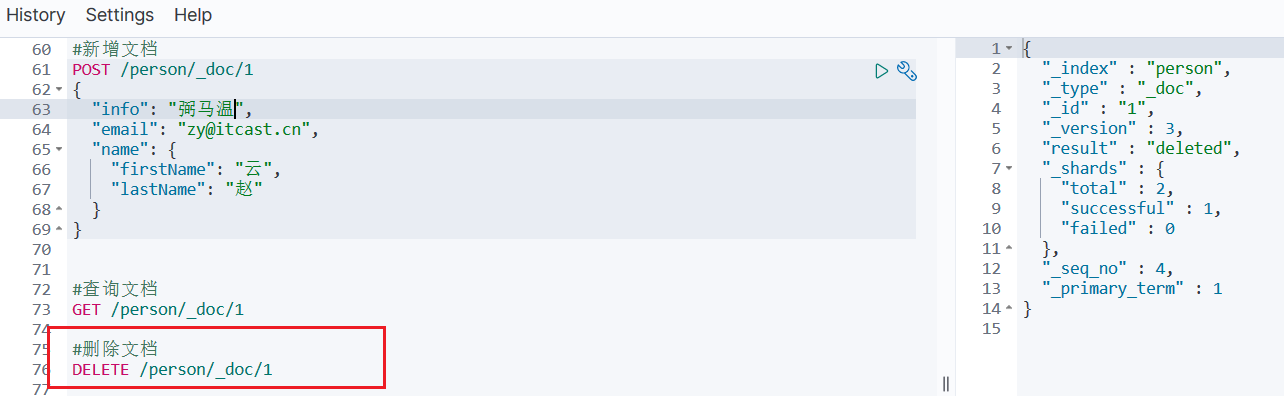 History Settings Help
60 #新增文档
61 POST /person/_doc/1
62 {
63 "info": "弼马温",
64 "email": "zy@itcast.cn",
65 "name": {
66 "firstName": "云",
67 "lastName": "赵"
68 }
69 }
70
71
72 #查询文档
73 GET /person/_doc/1
74
75 #删除文档
76 DELETE /person/_doc/1
77
1 {
2 "_index" : "person",
3 "_type" : "_doc",
4 "_id" : "1",
5 "_version" : 3,
6 "result" : "deleted",
7 "_shards" : {
8 "total" : 2,
9 "successful" : 1,
10 "failed" : 0
11 },
12 "_seq_no" : 4,
13 "_primary_term" : 1
14 }
15